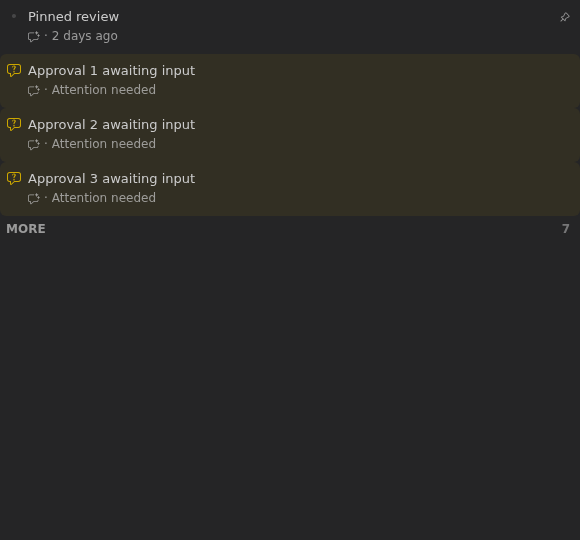 Pinned review
· 2 days ago
Approval 1 awaiting input
· Attention needed
Approval 2 awaiting input
· Attention needed
Approval 3 awaiting input
· Attention needed
MORE 7